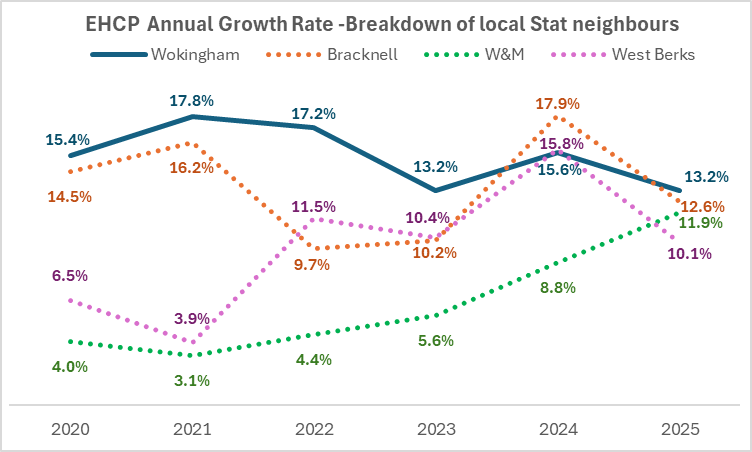 EHCP Annual Growth Rate -Breakdown of local Stat neighbours
Wokingham Bracknell W&M West Berks
15.4% 17.8% 17.2% 13.2% 15.6% 13.2%
14.5% 16.2% 9.7% 10.2% 17.9% 12.6%
6.5% 3.9% 11.5% 10.4% 15.8% 10.1%
4.0% 3.1% 4.4% 5.6% 8.8% 11.9%
2020 2021 2022 2023 2024 2025